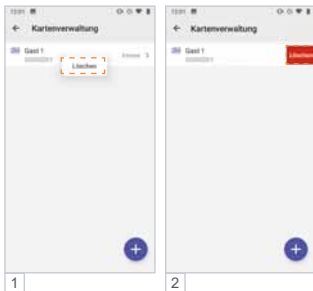 Kartenverwaltung
Gast 1
Löschen
1
Kartenverwaltung
Gast 1
Löschen
2